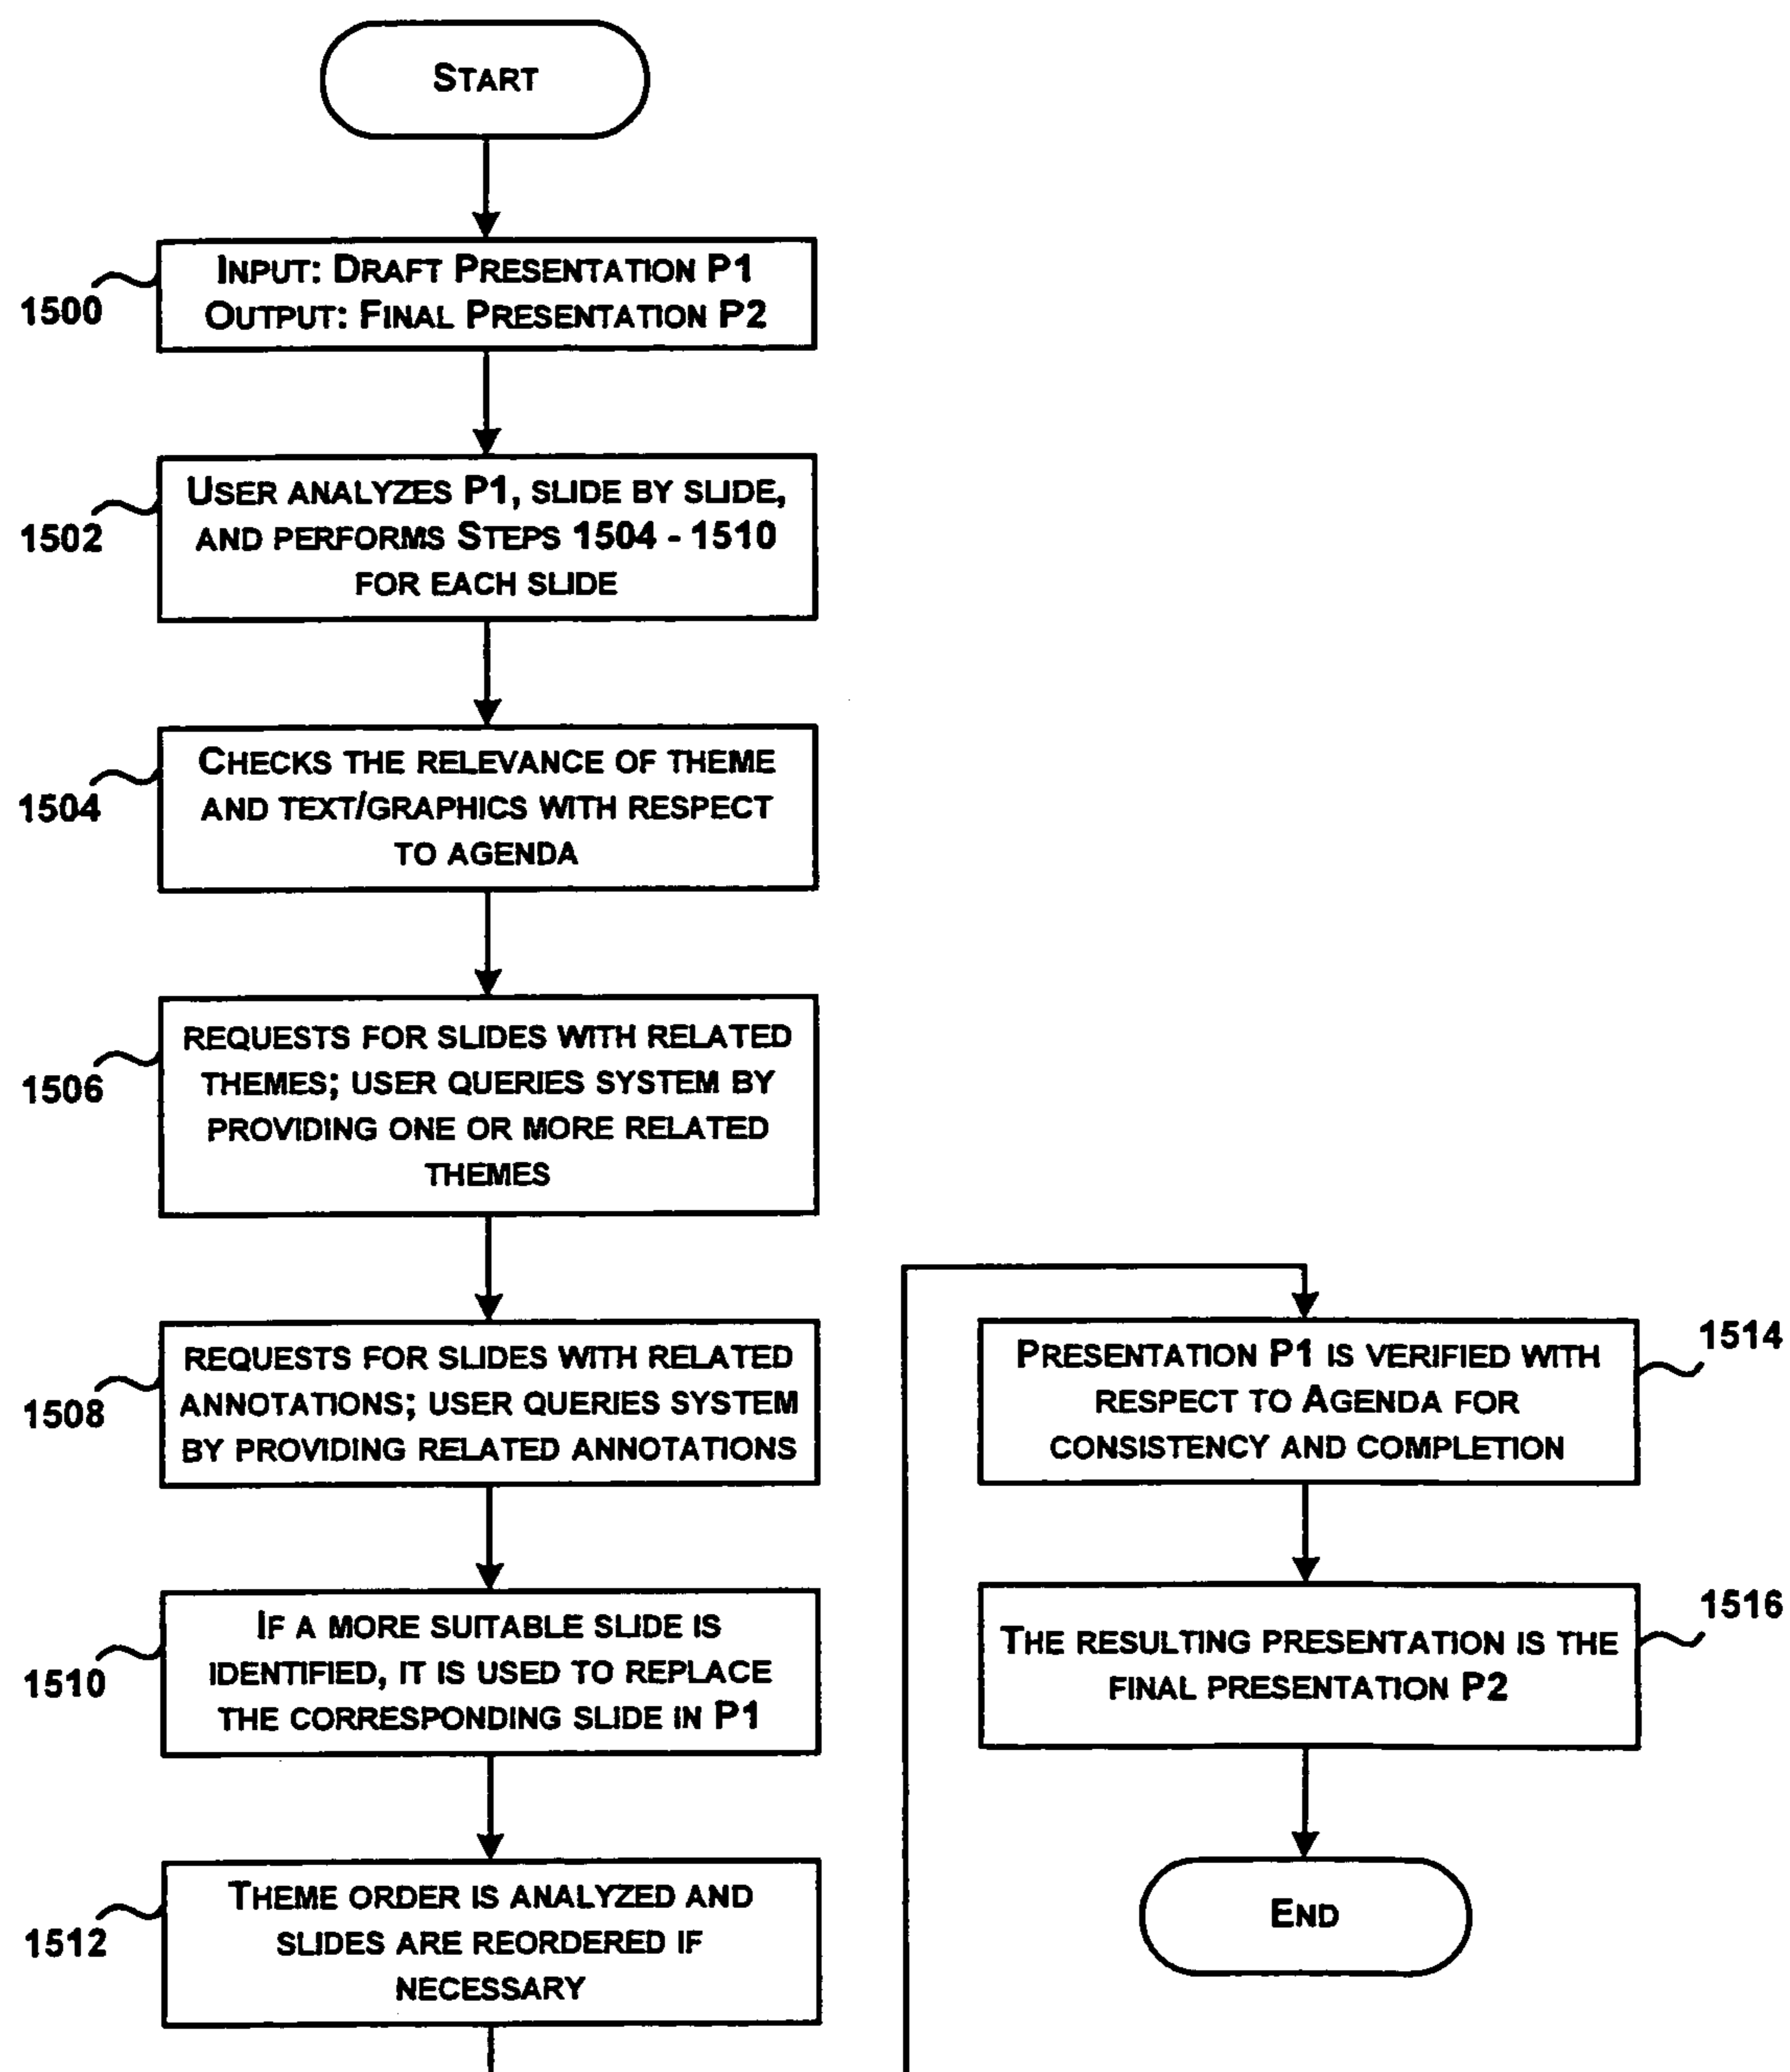 START
1500
INPUT: DRAFT PRESENTATION P1
OUTPUT: FINAL PRESENTATION P2
1502
USER ANALYZES P1, SLIDE BY SLIDE,
AND PERFORMS STEPS 1504 - 1510
FOR EACH SLIDE
1504
CHECKS THE RELEVANCE OF THEME
AND TEXT/GRAPHICS WITH RESPECT
TO AGENDA
1506
REQUESTS FOR SLIDES WITH RELATED
THEMES; USER QUERIES SYSTEM BY
PROVIDING ONE OR MORE RELATED
THEMES
1508
REQUESTS FOR SLIDES WITH RELATED
ANNOTATIONS; USER QUERIES SYSTEM
BY PROVIDING RELATED ANNOTATIONS
1510
IF A MORE SUITABLE SLIDE IS
IDENTIFIED, IT IS USED TO REPLACE
THE CORRESPONDING SLIDE IN P1
1512
THEME ORDER IS ANALYZED AND
SLIDES ARE REORDERED IF
NECESSARY
1514
PRESENTATION P1 IS VERIFIED WITH
RESPECT TO AGENDA FOR
CONSISTENCY AND COMPLETION
1516
THE RESULTING PRESENTATION IS THE
FINAL PRESENTATION P2
END